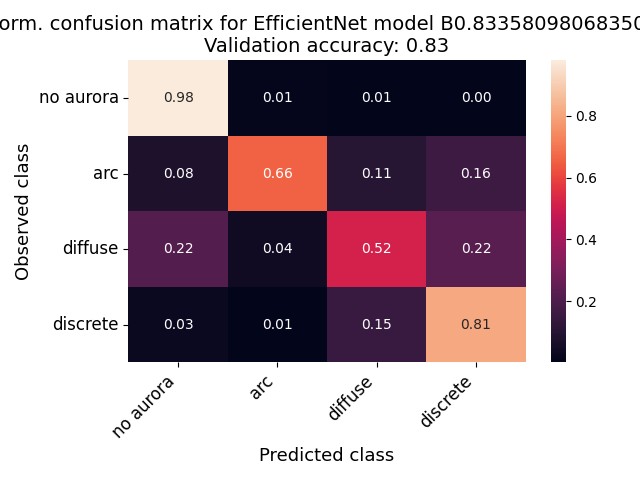 orm. confusion matrix for EfficientNet model B0.8335809806835
Validation accuracy: 0.83
Observed class
no aurora
0.98 0.01 0.01 0.00
arc
0.08 0.66 0.11 0.16
diffuse
0.22 0.04 0.52 0.22
discrete
0.03 0.01 0.15 0.81
0.8
0.6
0.4
0.2
no aurora
arc
diffuse
discrete
Predicted class